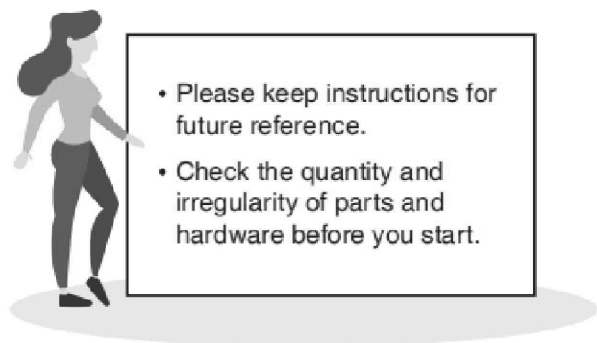 • Please keep instructions for
future reference.
• Check the quantity and
irregularity of parts and
hardware before you start.